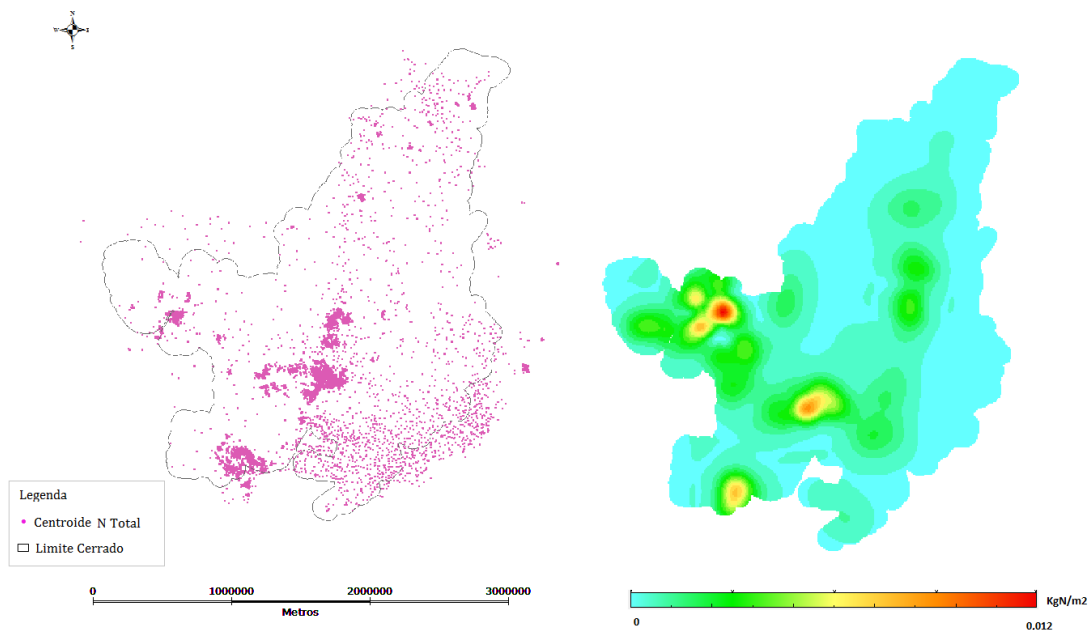 N
W
S
Legenda
Centroide N Total
Limite Cerrado
0 1000000 2000000 3000000
Metros
KgN/m2
0 0.012